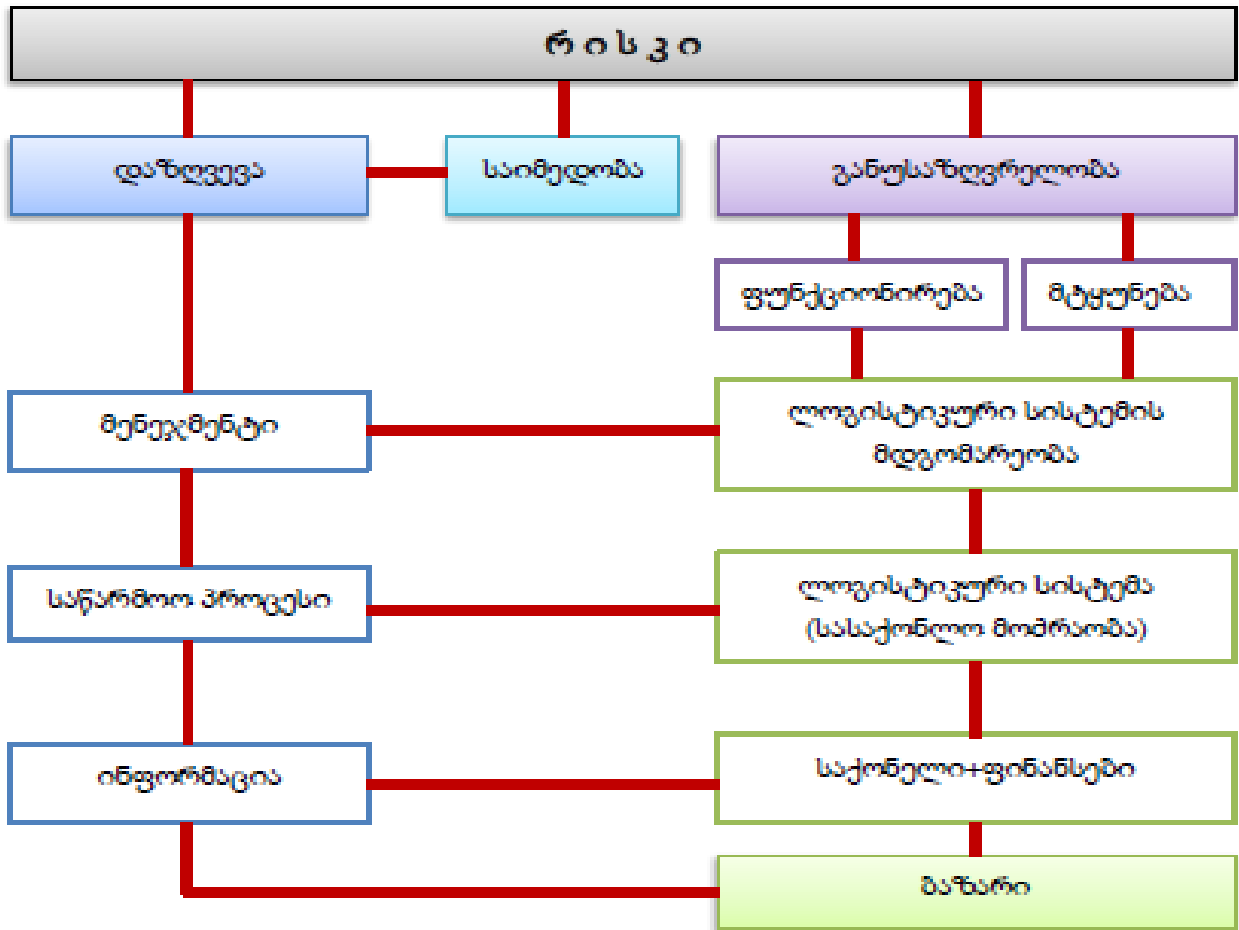 რ ი ს კ ი
დაზღვევა
საიმედობა
განუსაზღვრელობა
ფუნქციონირება
მტყუნება
მენეჯმენტი
ლოგისტიკური სისტემის
მდგომარეობა
საწარმოო პროცესი
ლოგისტიკური სისტემა
(სასაქონლო მოძრაობა)
ინფორმაცია
საქონელი+ფინანსები
ბაზარი